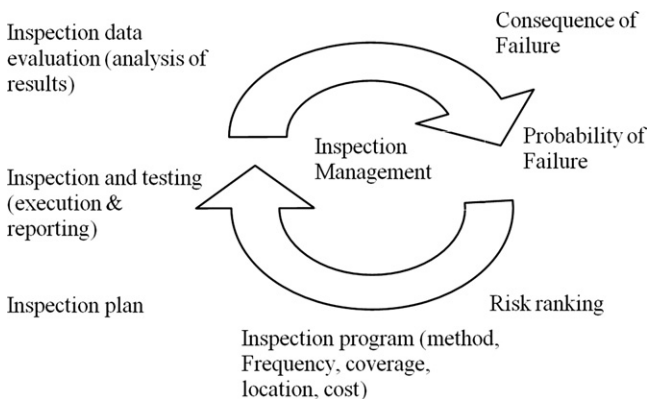 Inspection data
evaluation (analysis of
results)
Consequence of
Failure
Probability of
Failure
Inspection
Management
Inspection and testing
(execution &
reporting)
Inspection plan
Risk ranking
Inspection program (method,
Frequency, coverage,
location, cost)